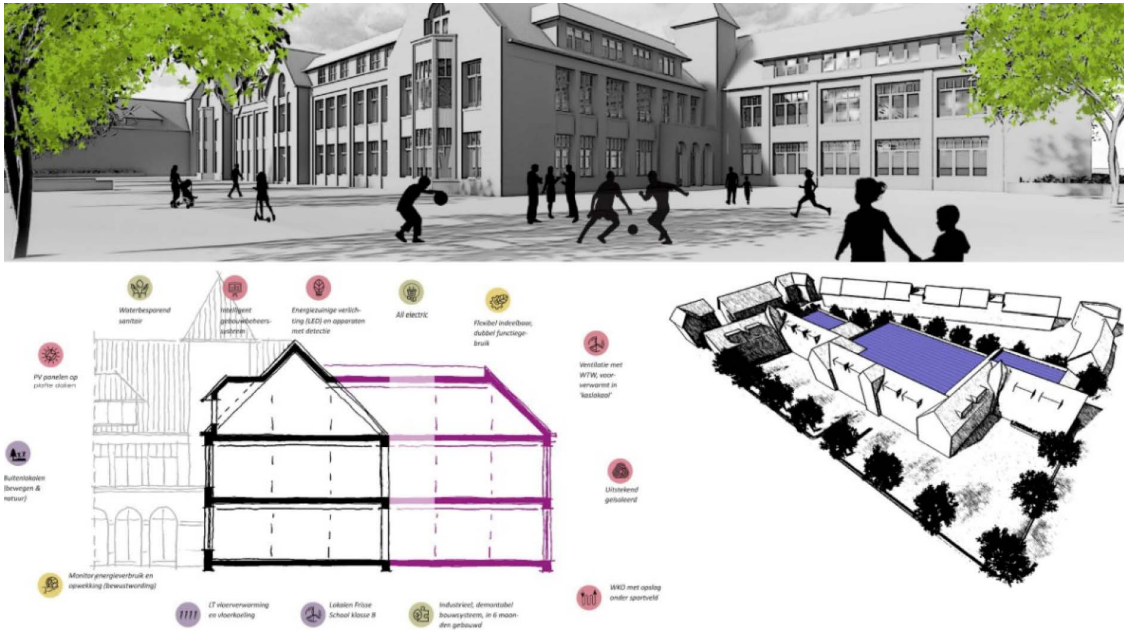 Waterbesparend
sanitair
Intelligent
gebouwbeheers-
systeem
Energiezuinige verlich-
ting (LED) en apparaten
met detectie
All electric
Flexibel indeelbaar,
dubbel functiege-
bruik
PV panelen op
platte daken
Ventilatie met
WTW, voor-
verwarmt in
'kaslokaal'
Buitenlokalen
(bewegen &
natuur)
Uitstekend
geïsoleerd
Monitor energieverbruik en
opwekking (bewustwording)
LT vloerverwarming
en vloerkoeling
Lokalen Frisse
School klasse B
Industrieel, demontabel
bouwsysteem, in 6 maan-
den gebouwd
WKO met opslag
onder sportveld